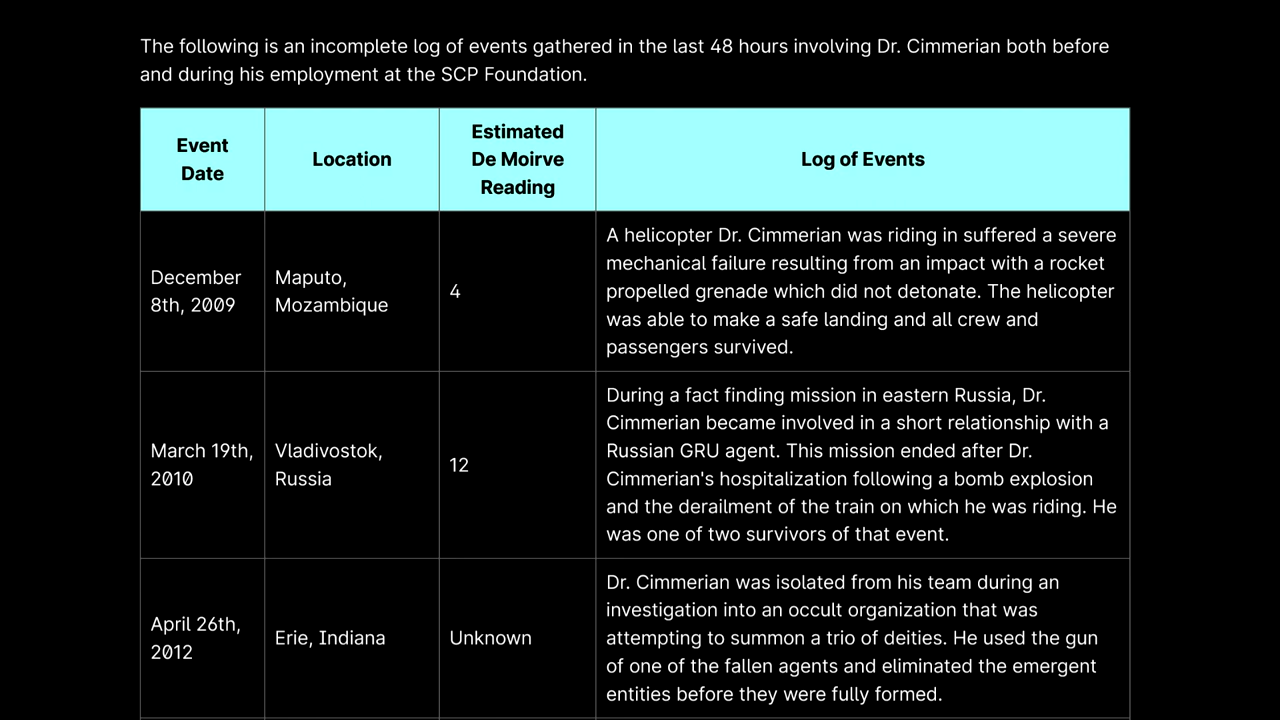 The following is an incomplete log of events gathered in the last 48 hours involving Dr. Cimmerian both before
and during his employment at the SCP Foundation.
Event
Date
Location
Estimated
De Moirve
Reading
Log of Events
December
8th, 2009
Maputo,
Mozambique
4
A helicopter Dr. Cimmerian was riding in suffered a severe
mechanical failure resulting from an impact with a rocket
propelled grenade which did not detonate. The helicopter
was able to make a safe landing and all crew and
passengers survived.
March 19th,
2010
Vladivostok,
Russia
12
During a fact finding mission in eastern Russia, Dr.
Cimmerian became involved in a short relationship with a
Russian GRU agent. This mission ended after Dr.
Cimmerian's hospitalization following a bomb explosion
and the derailment of the train on which he was riding. He
was one of two survivors of that event.
April 26th,
2012
Erie, Indiana
Unknown
Dr. Cimmerian was isolated from his team during an
investigation into an occult organization that was
attempting to summon a trio of deities. He used the gun
of one of the fallen agents and eliminated the emergent
entities before they were fully formed.